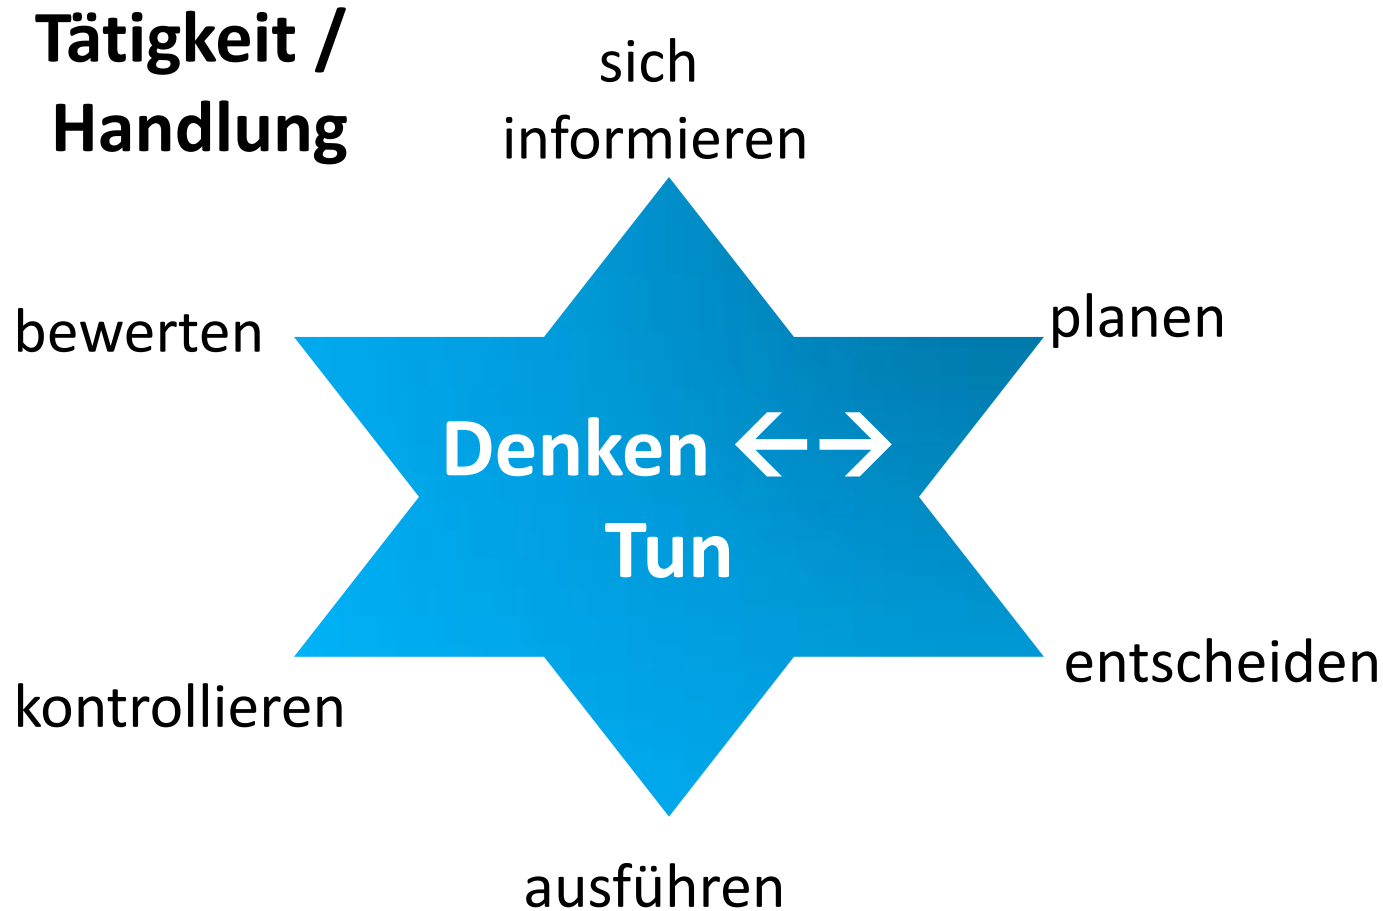 Tätigkeit /
Handlung
sich
informieren
planen
entscheiden
ausführen
kontrollieren
bewerten
Denken ←→
Tun